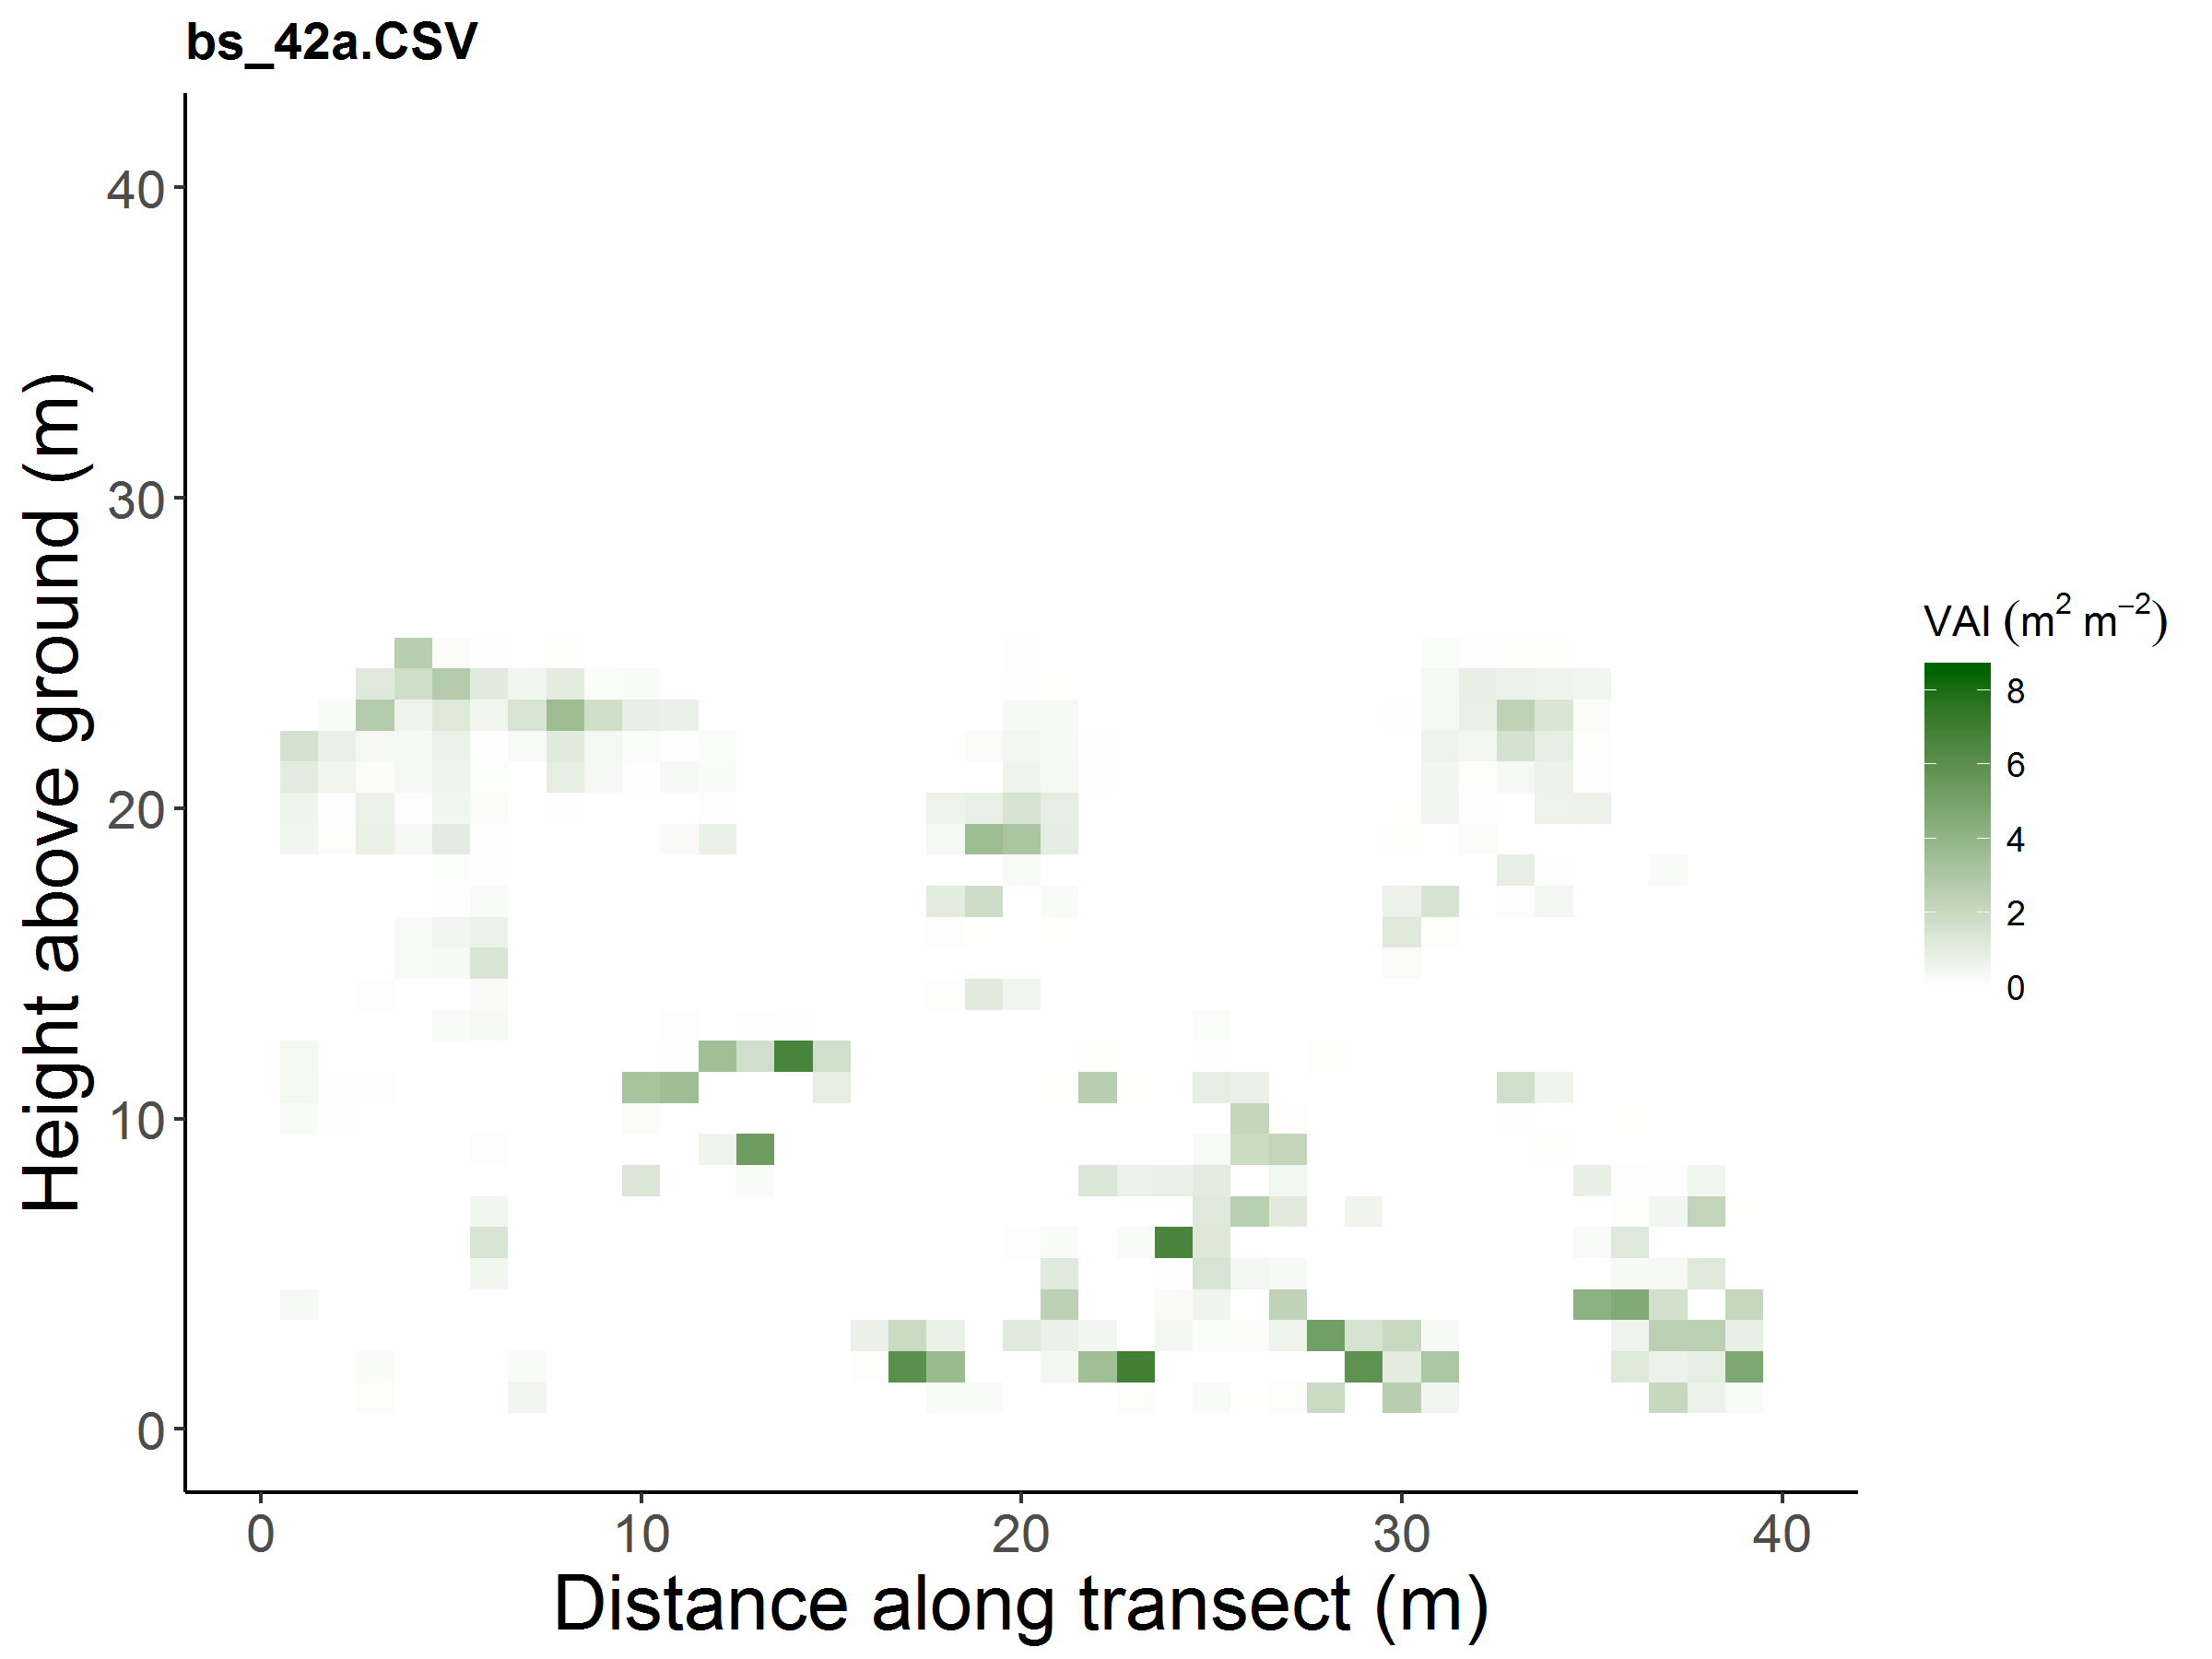 bs_42a.CSV
40
30
20
10
0
Height above ground (m)
0 10 20 30 40
Distance along transect (m)
VAI (m² m⁻²)
8
6
4
2
0